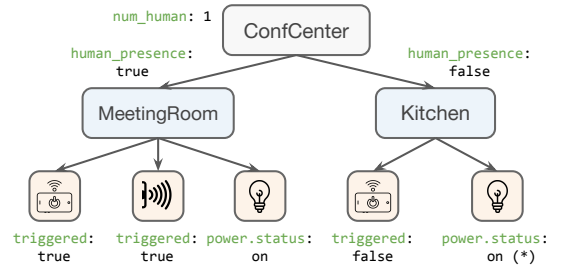 num_human: 1
ConfCenter
human_presence:
true
human_presence:
false
MeetingRoom
Kitchen
triggered:
true
triggered:
true
power.status:
on
triggered:
false
power.status:
on (*)